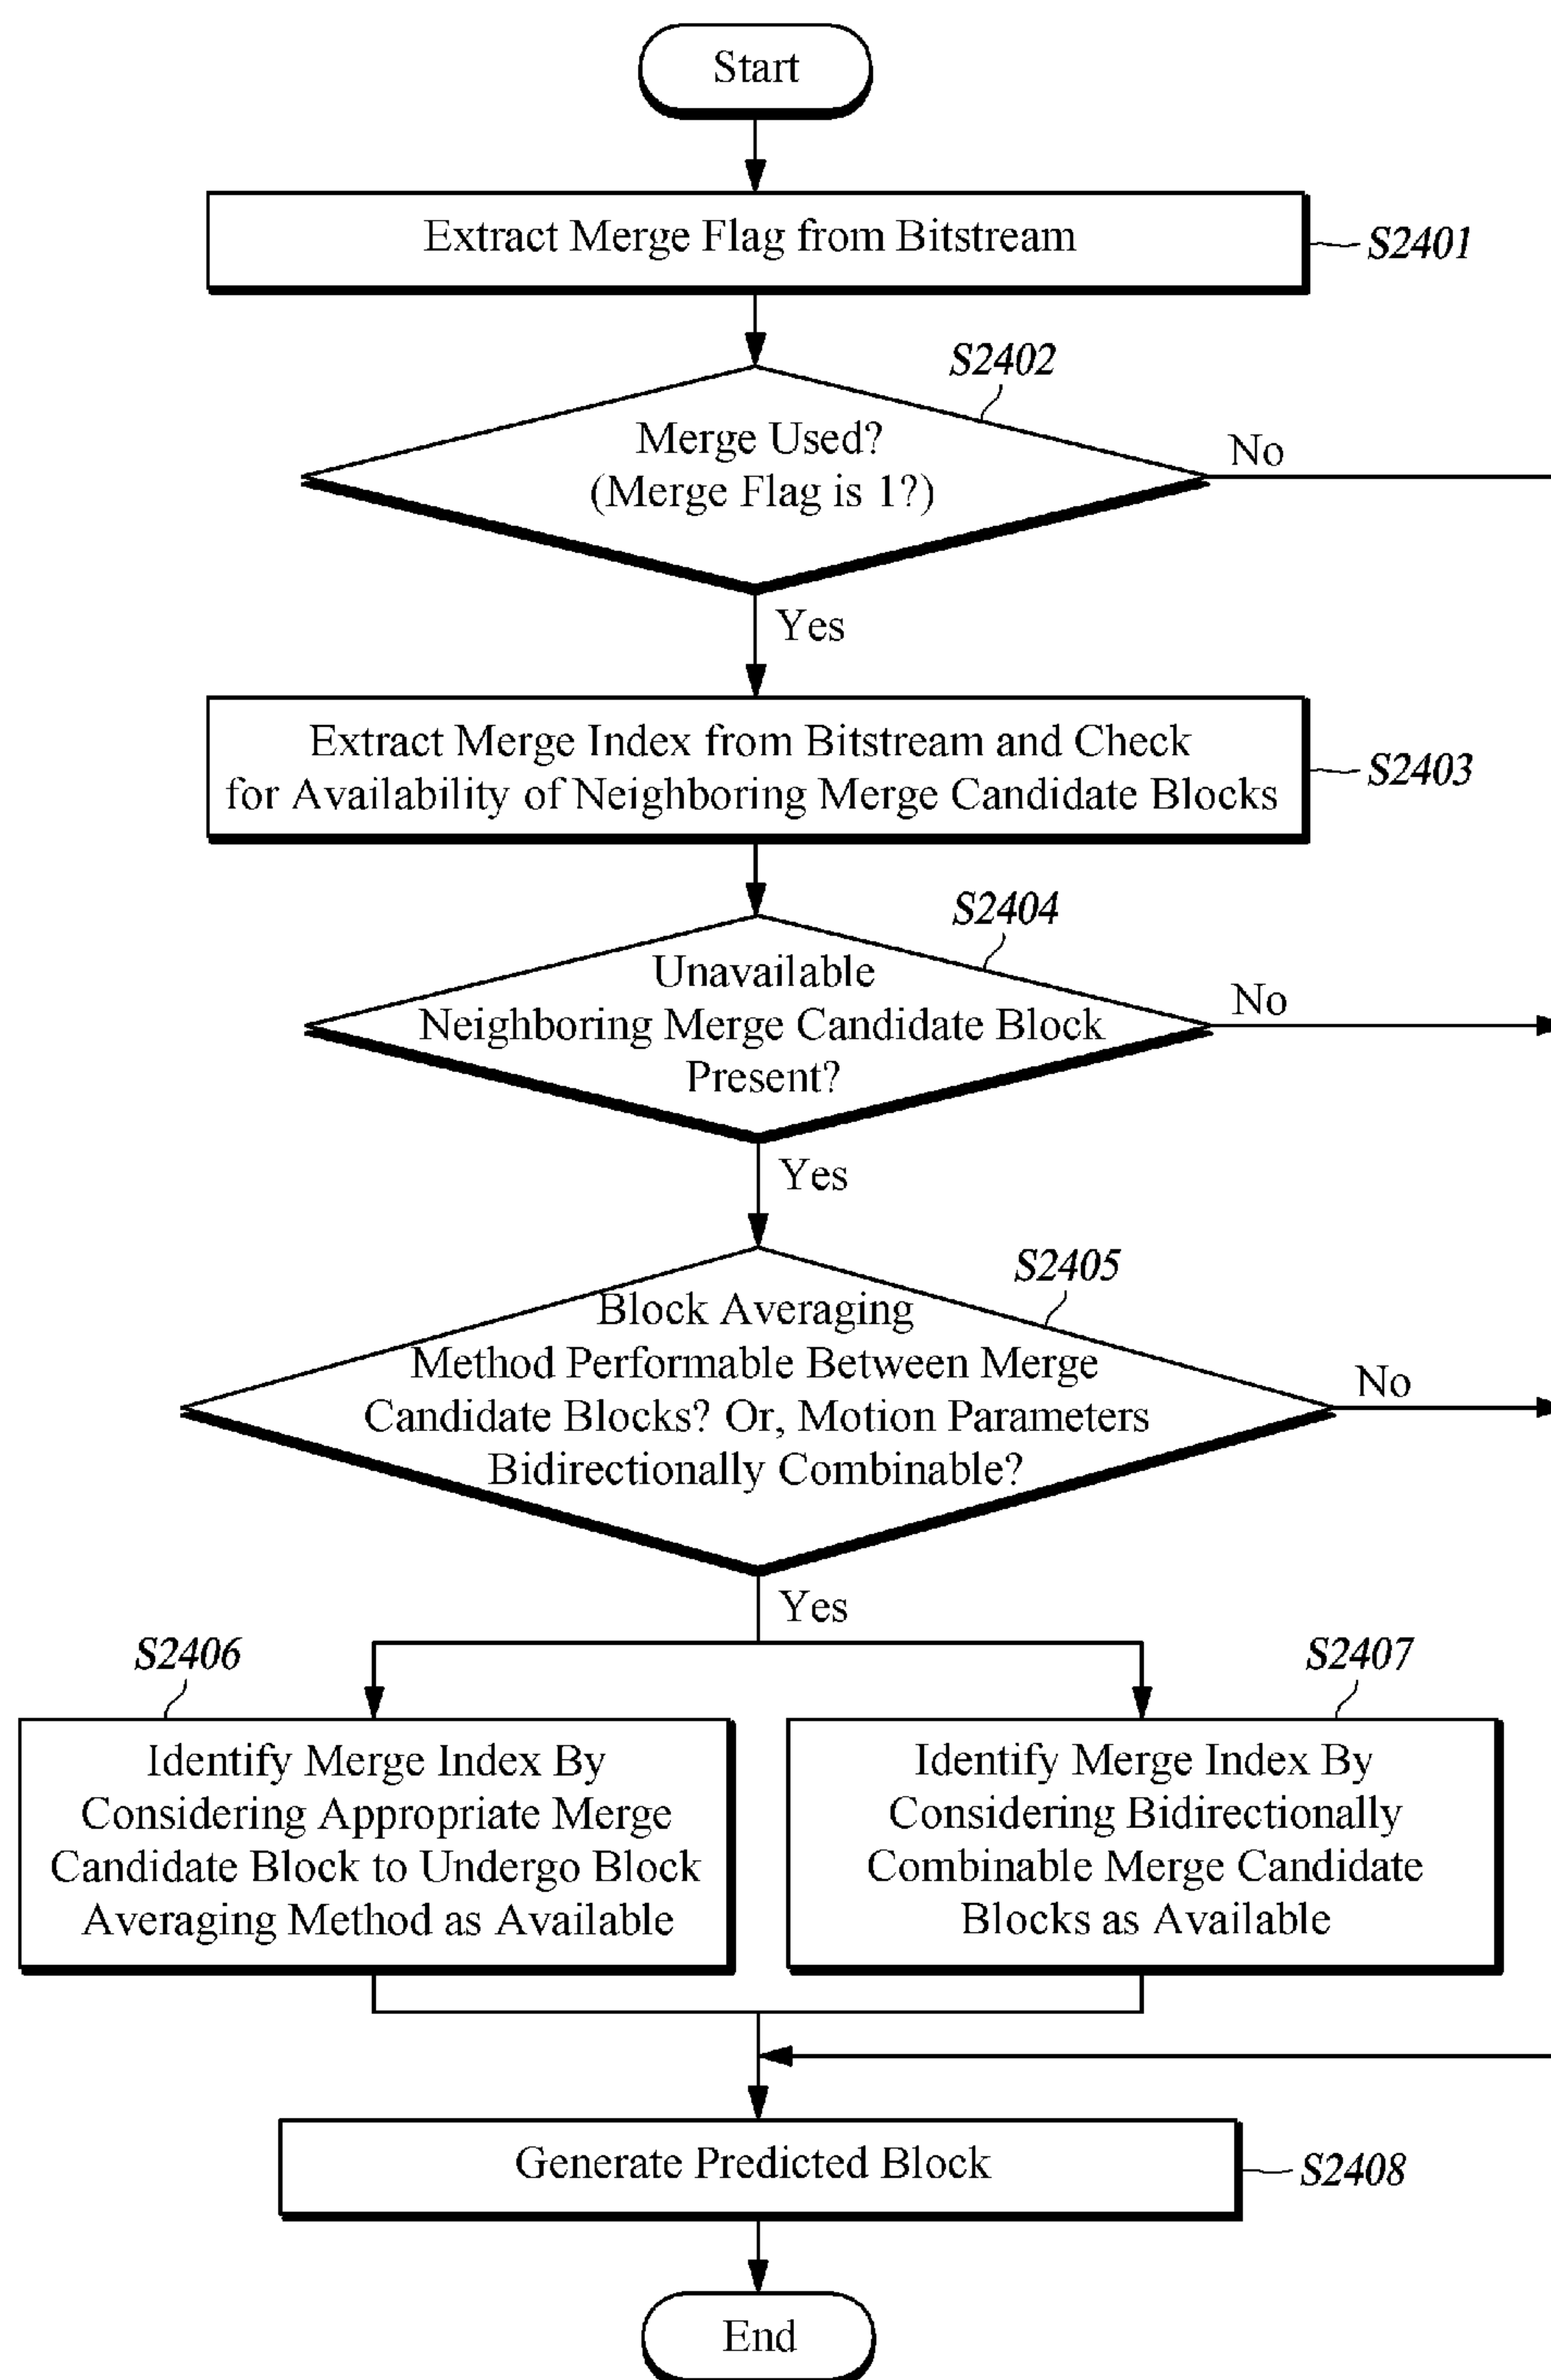 Start
Extract Merge Flag from Bitstream
S2401
S2402
Merge Used?
(Merge Flag is 1?)
No
Yes
Extract Merge Index from Bitstream and Check
for Availability of Neighboring Merge Candidate Blocks
S2403
S2404
Unavailable
Neighboring Merge Candidate Block
Present?
No
Yes
S2405
Block Averaging
Method Performable Between Merge
Candidate Blocks? Or, Motion Parameters
Bidirectionally Combinable?
No
Yes
S2406
Identify Merge Index By
Considering Appropriate Merge
Candidate Block to Undergo Block
Averaging Method as Available
S2407
Identify Merge Index By
Considering Bidirectionally
Combinable Merge Candidate
Blocks as Available
Generate Predicted Block
S2408
End